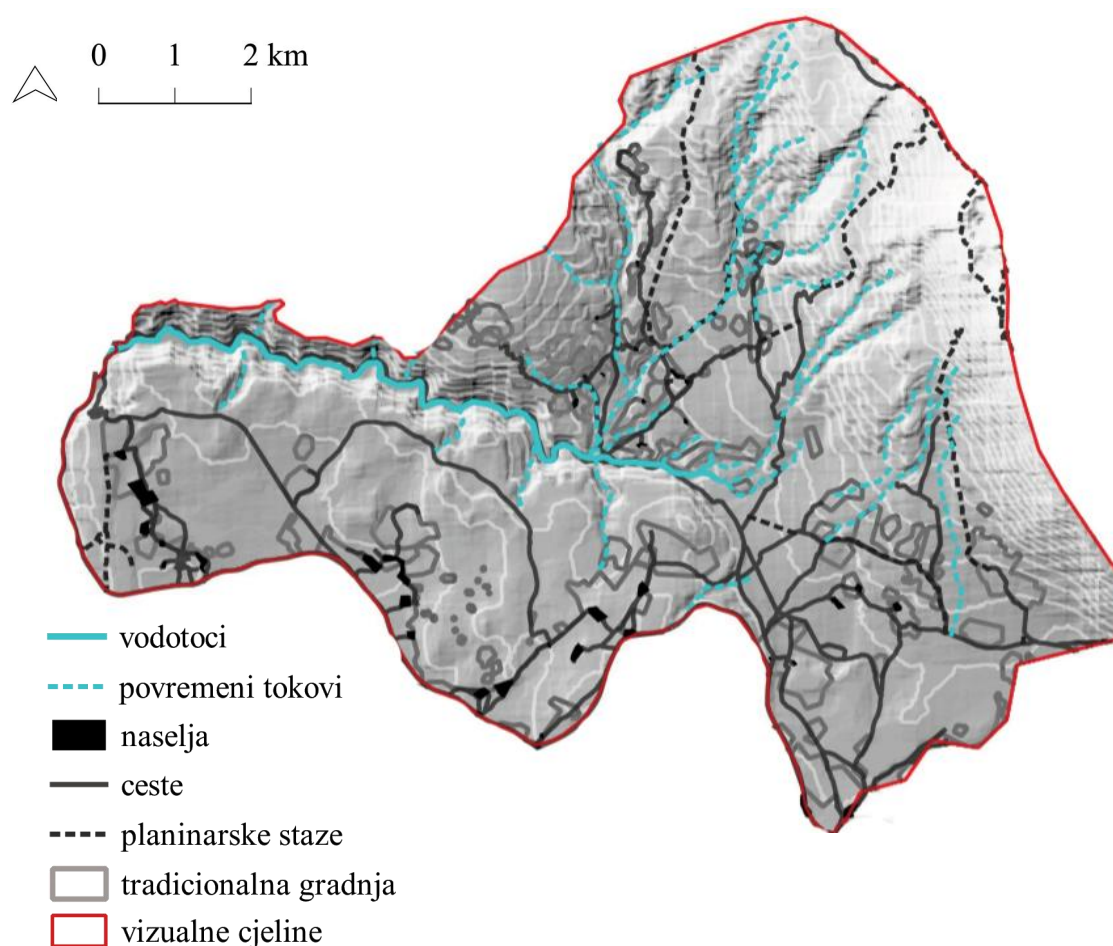 0 1 2 km
vodotoci
povremeni tokovi
naselja
ceste
planinarske staze
tradicionalna gradnja
vizualne cjeline